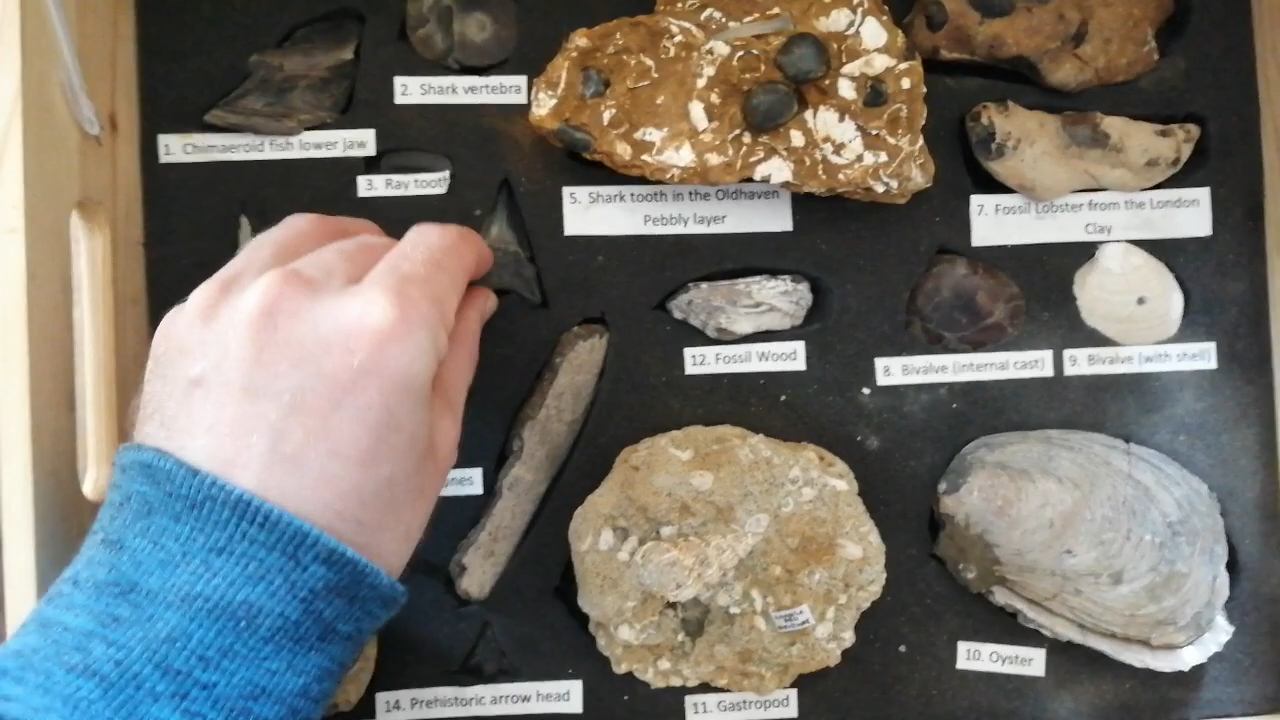 2. Shark vertebra
1. Chimaeroid fish lower jaw
3. Ray tooth
5. Shark tooth in the Oldhaven
Pebbly layer
7. Fossil Lobster from the London
Clay
12. Fossil Wood
8. Bivalve (internal cast)
9. Bivalve (with shell)
nes
10. Oyster
14. Prehistoric arrow head
11. Gastropod